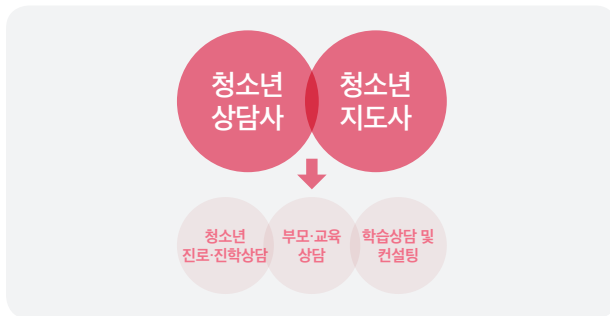 청소년
상담사
청소년
지도사
청소년
진로·진학상담
부모·교육
상담
학습상담 및
컨설팅